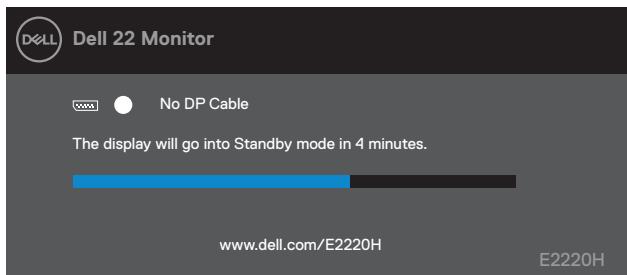 DELL
Dell 22 Monitor
No DP Cable
The display will go into Standby mode in 4 minutes.
www.dell.com/E2220H
E2220H